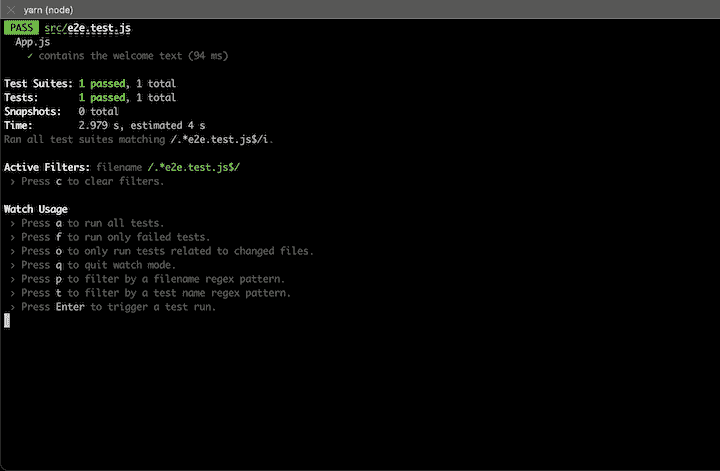 yarn (node)
PASS src/e2e.test.js
App.js
✓ contains the welcome text (94 ms)
Test Suites: 1 passed, 1 total
Tests: 1 passed, 1 total
Snapshots: 0 total
Time: 2.979 s, estimated 4 s
Ran all test suites matching /.*e2e.test.js$/i.
Active Filters: filename /.*e2e.test.js$/
› Press c to clear filters.
Watch Usage
› Press a to run all tests.
› Press f to run only failed tests.
› Press o to only run tests related to changed files.
› Press q to quit watch mode.
› Press p to filter by a filename regex pattern.
› Press t to filter by a test name regex pattern.
› Press Enter to trigger a test run.